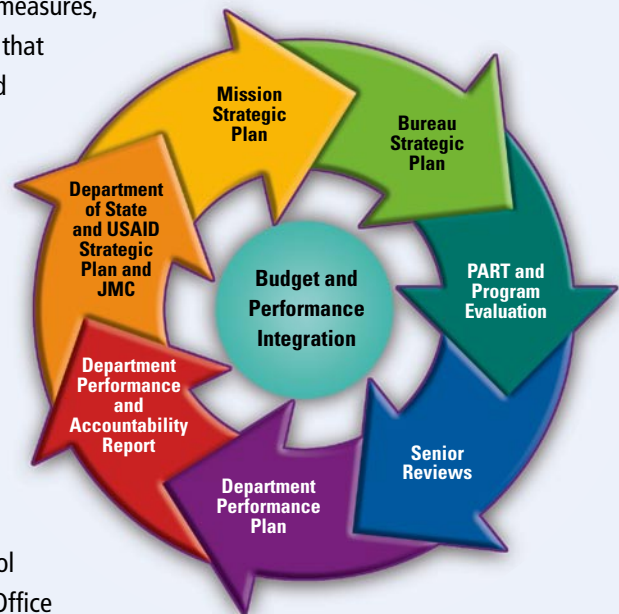 measures,
that
d
Mission
Strategic
Plan
Bureau
Strategic
Plan
PART and
Program
Evaluation
Senior
Reviews
Department
Performance
Plan
Department
Performance
and
Accountability
Report
Department
of State
and USAID
Strategic
Plan and
JMC
Budget and
Performance
Integration
ol
Office